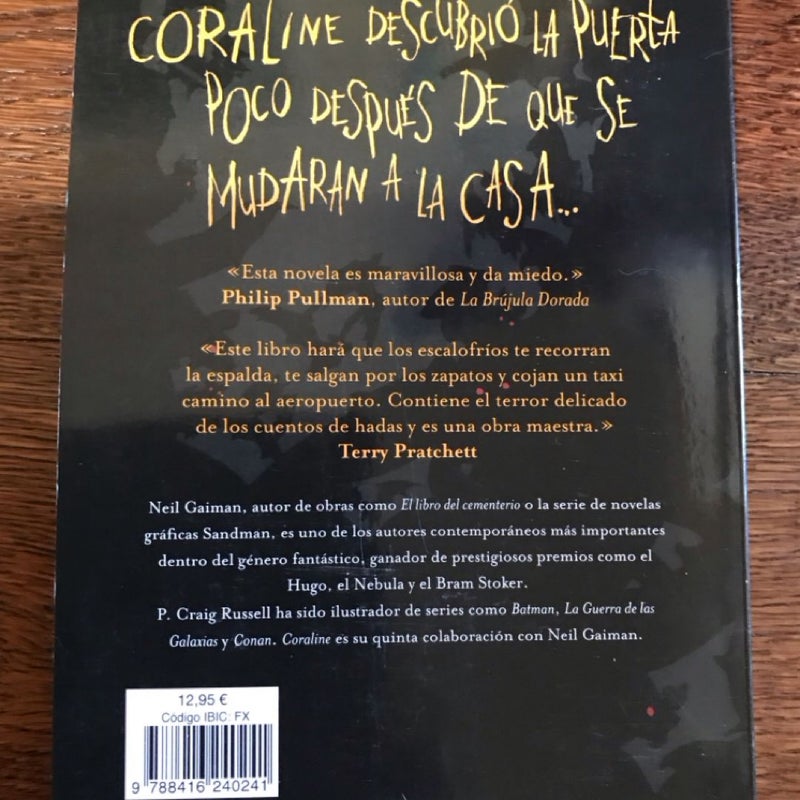 CORALINE DESCUBRIÓ LA PUERTA
POCO DESPUÉS DE QUE SE
MUDARAN A LA CASA...
«Esta novela es maravillosa y da miedo.»
Philip Pullman, autor de La Brújula Dorada
«Este libro hará que los escalofríos te recorran
la espalda, te salgan por los zapatos y cojan un taxi
camino al aeropuerto. Contiene el terror delicado
de los cuentos de hadas y es una obra maestra.»
Terry Pratchett
Neil Gaiman, autor de obras como El libro del cementerio o la serie de novelas
gráficas Sandman, es uno de los autores contemporáneos más importantes
dentro del género fantástico, ganador de prestigiosos premios como el
Hugo, el Nebula y el Bram Stoker.
P. Craig Russell ha sido ilustrador de series como Batman, La Guerra de las
Galaxias y Conan. Coraline es su quinta colaboración con Neil Gaiman.
12,95 €
Código IBIC: FX
9 788416 240241